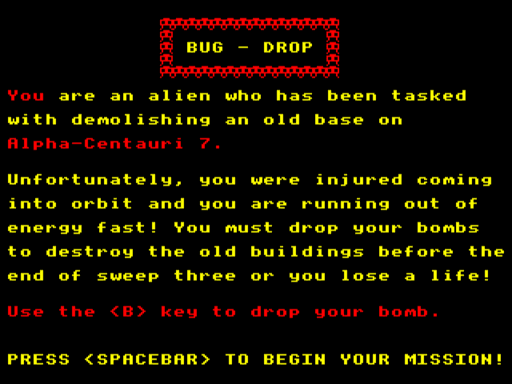 BUG - DROP
You are an alien who has been tasked
with demolishing an old base on
Alpha-Centauri 7.
Unfortunately, you were injured coming
into orbit and you are running out of
energy fast! You must drop your bombs
to destroy the old buildings before the
end of sweep three or you lose a life!
Use the <B> key to drop your bomb.
PRESS <SPACEBAR> TO BEGIN YOUR MISSION!